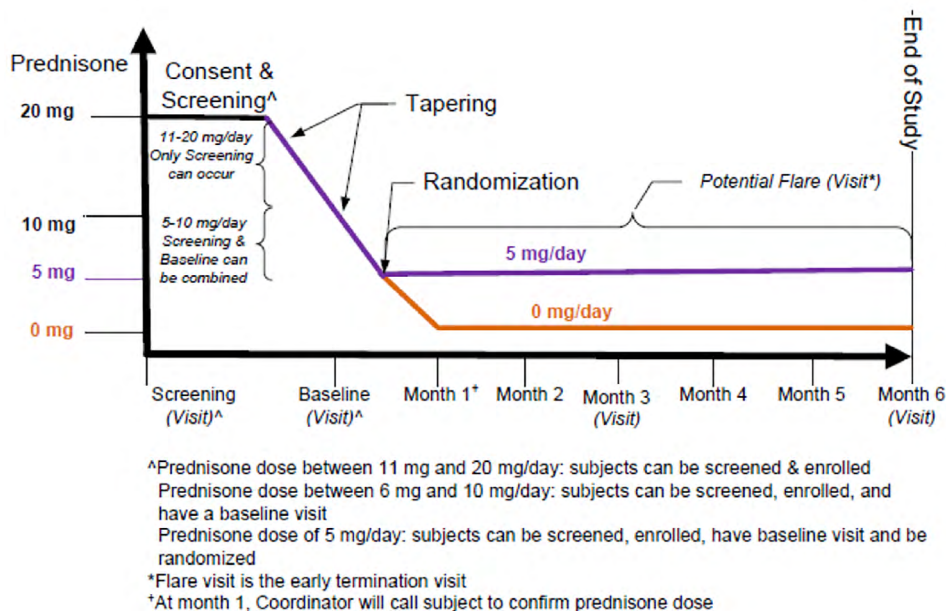 -End of Study-
Prednisone
Consent &
Screening^
20 mg
11-20 mg/day
Only Screening
can occur
Tapering
Randomization
Potential Flare (Visit*)
10 mg
5-10 mg/day
Screening &
Baseline can
be combined
5 mg
5 mg/day
0 mg
0 mg/day
Screening
(Visit)^
Baseline
(Visit)^
Month 1⁺
Month 2
Month 3
(Visit)
Month 4
Month 5
Month 6
(Visit)
^Prednisone dose between 11 mg and 20 mg/day: subjects can be screened & enrolled
Prednisone dose between 6 mg and 10 mg/day: subjects can be screened, enrolled, and
have a baseline visit
Prednisone dose of 5 mg/day: subjects can be screened, enrolled, have baseline visit and be
randomized
*Flare visit is the early termination visit
⁺At month 1, Coordinator will call subject to confirm prednisone dose